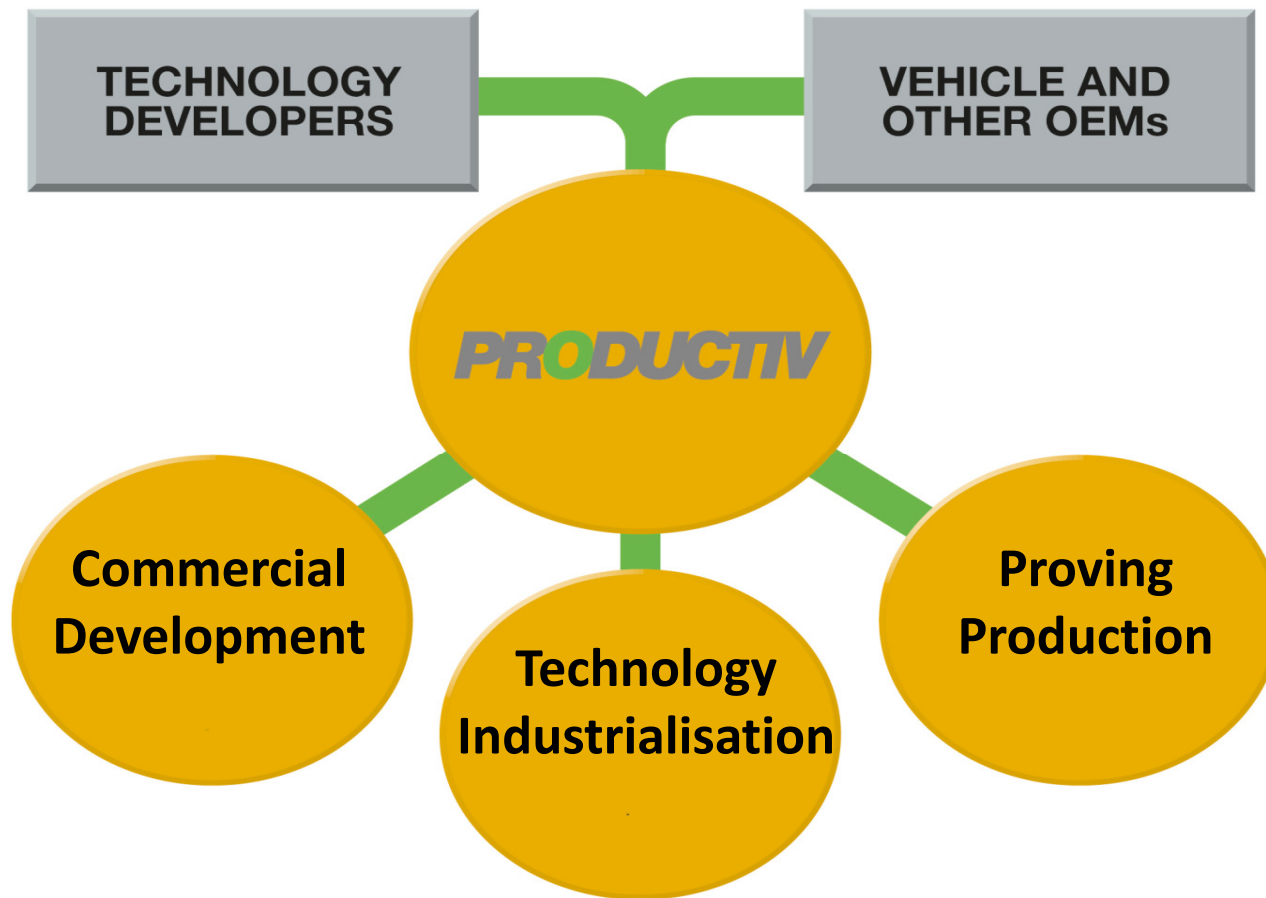 TECHNOLOGY
DEVELOPERS
VEHICLE AND
OTHER OEMs
PRODUCTIV
Commercial
Development
Technology
Industrialisation
Proving
Production